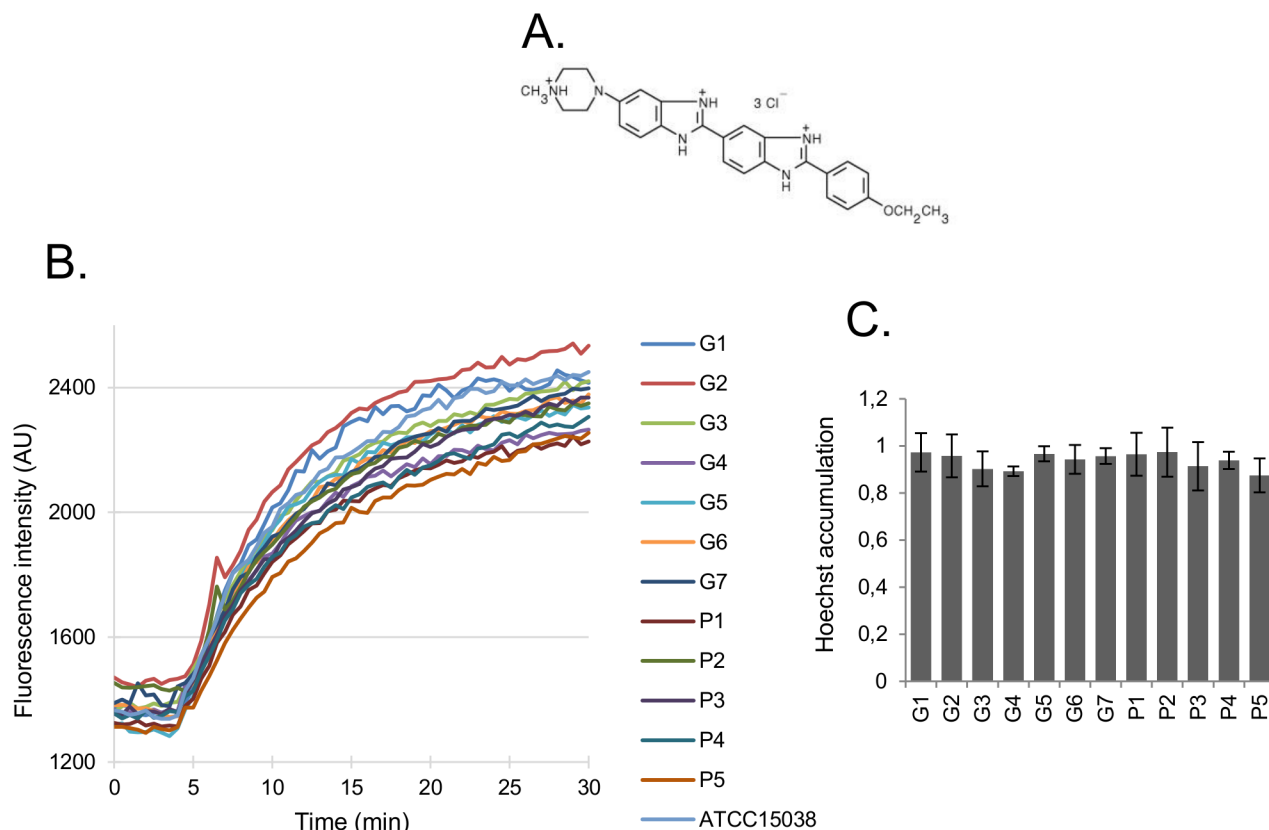 A.
CH3NH+ N NH+ N H 3 Cl− NH+ N H OCH2CH3
B.
Fluorescence intensity (AU)
2400
2000
1600
1200
0 5 10 15 20 25 30
Time (min)
G1
G2
G3
G4
G5
G6
G7
P1
P2
P3
P4
P5
ATCC15038
C.
Hoechst accumulation
1,2
1
0,8
0,6
0,4
0,2
0
G1 G2 G3 G4 G5 G6 G7 P1 P2 P3 P4 P5